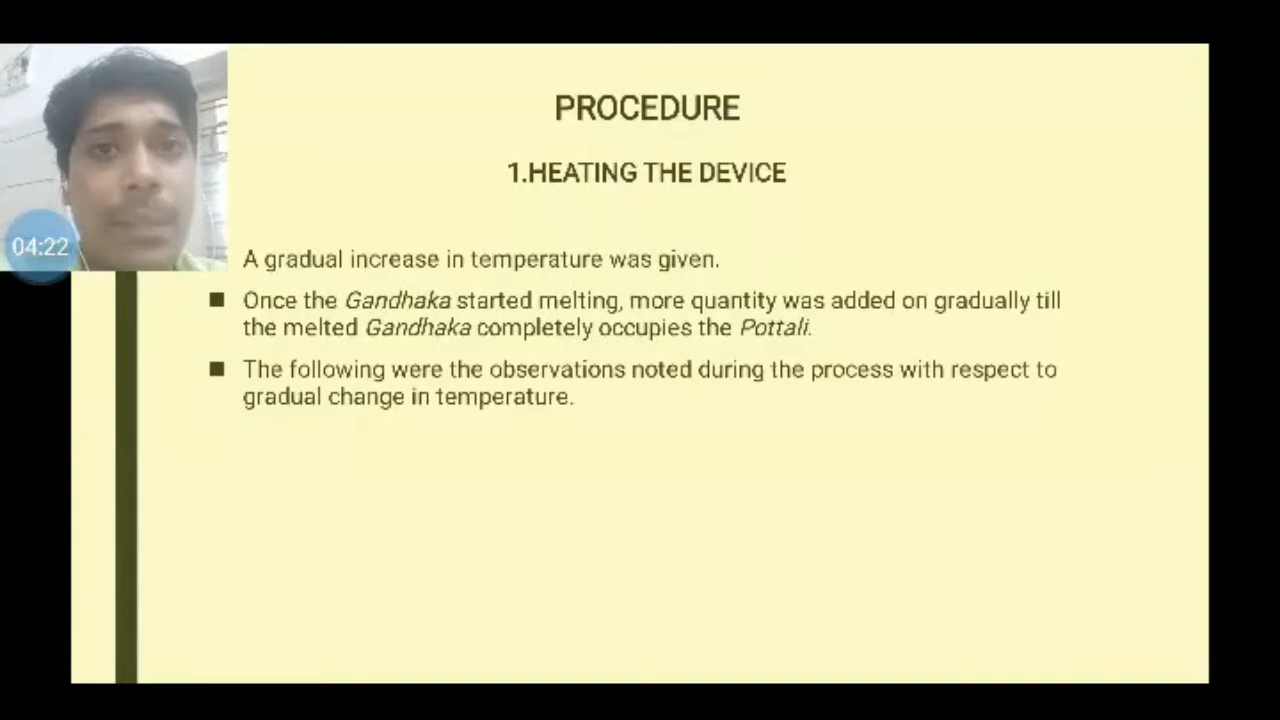 PROCEDURE
1.HEATING THE DEVICE
04:22
A gradual increase in temperature was given.
Once the Gandhaka started melting, more quantity was added on gradually till
the melted Gandhaka completely occupies the Pottali.
The following were the observations noted during the process with respect to
gradual change in temperature.